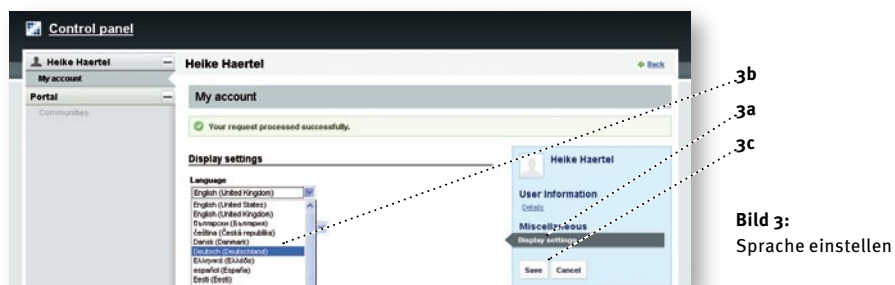 Control panel
Heike Haertel
My account
Portal
Communities
Heike Haertel
Back
My account
Your request processed successfully.
Display settings
Language
English (United Kingdom)
English (United States)
English (United Kingdom)
български (България)
čeština (Česká republika)
Dansk (Danmark)
Deutsch (Deutschland)
Ελληνικά (Ελλάδα)
español (España)
Eesti (Eesti)
Heike Haertel
User Information
Details
Miscellaneous
Display settings
Save Cancel
3b
3a
3c
Bild 3:
Sprache einstellen